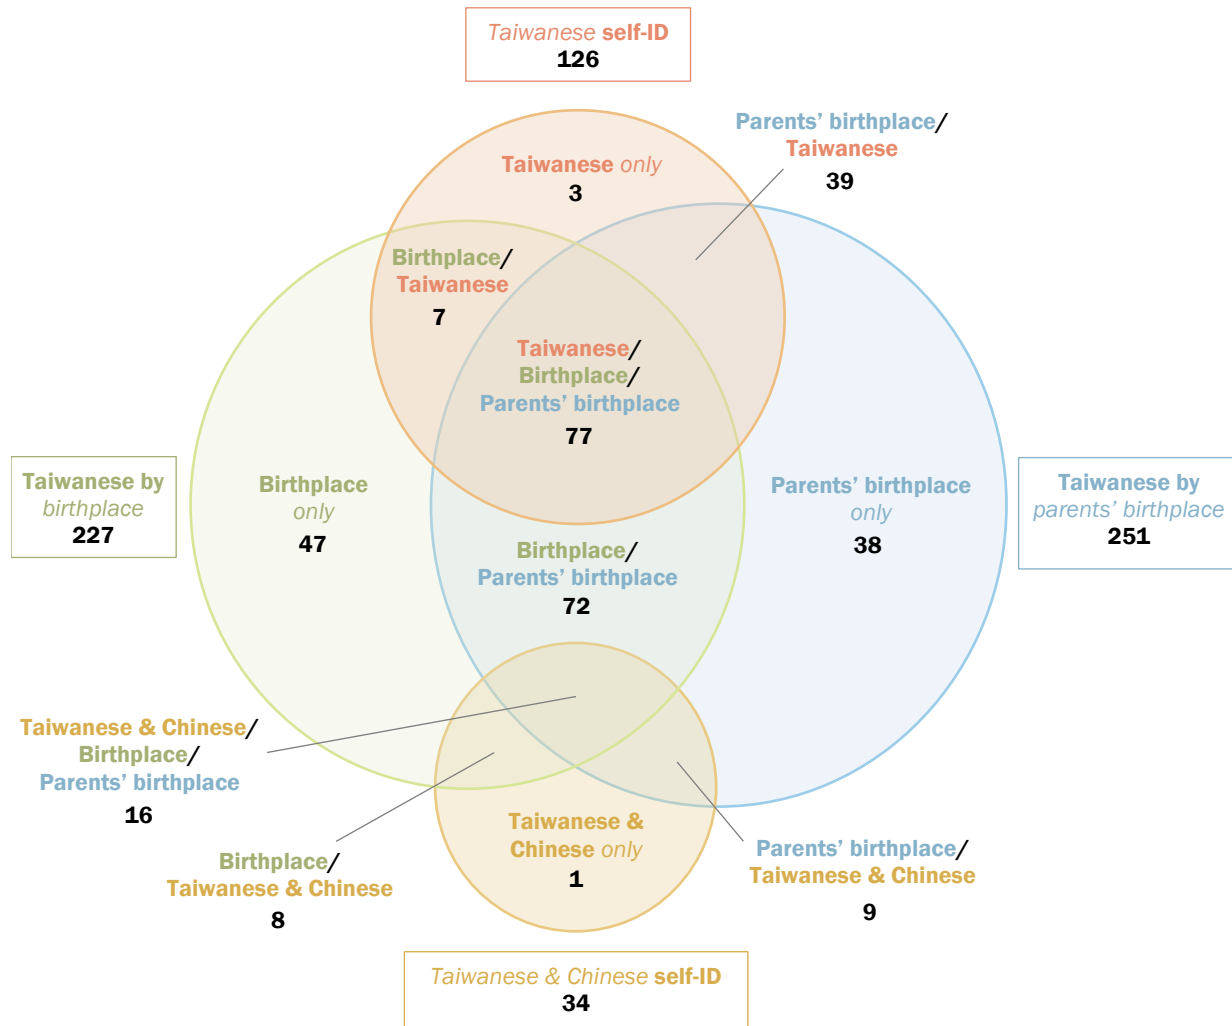 Taiwanese self-ID
126
Parents’ birthplace/
Taiwanese
39
Taiwanese only
3
Birthplace/
Taiwanese
7
Taiwanese/
Birthplace/
Parents’ birthplace
77
Taiwanese by
birthplace
227
Birthplace
only
47
Parents’ birthplace
only
38
Taiwanese by
parents’ birthplace
251
Birthplace/
Parents’ birthplace
72
Taiwanese & Chinese/
Birthplace/
Parents’ birthplace
16
Birthplace/
Taiwanese & Chinese
8
Taiwanese &
Chinese only
1
Parents’ birthplace/
Taiwanese & Chinese
9
Taiwanese & Chinese self-ID
34